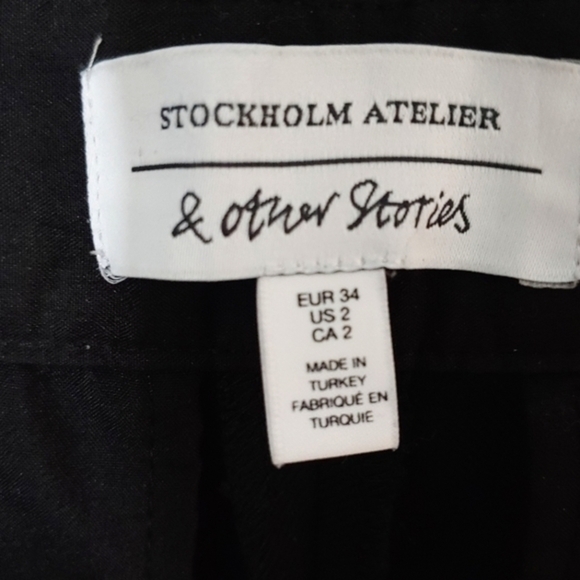 STOCKHOLM ATELIER
& other Stories
EUR 34
US 2
CA 2
MADE IN
TURKEY
FABRIQUÉ EN
TURQUIE